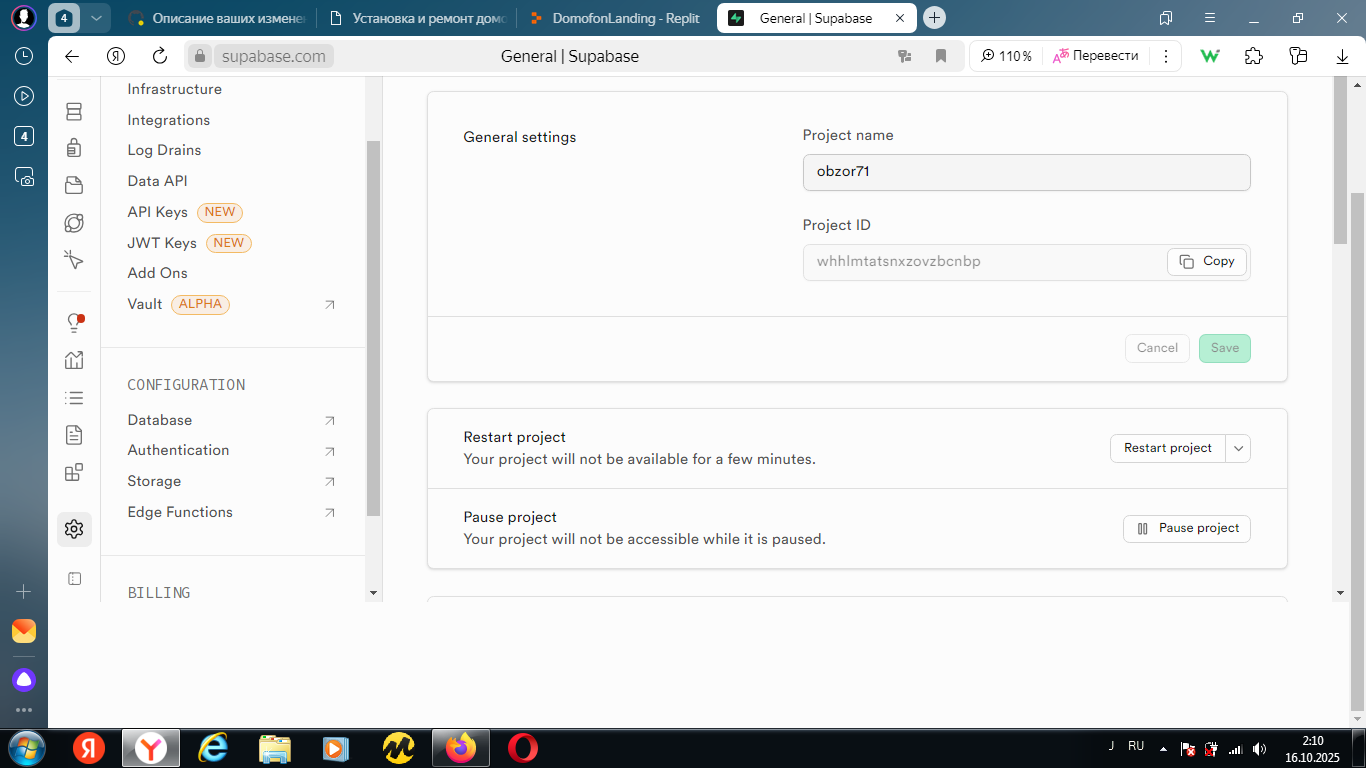 4
Описание ваших измене
Установка и ремонт домо
DomofonLanding - Replit
General | Supabase
supabase.com
General | Supabase
110 %
Перевести
4
Infrastructure
Integrations
Log Drains
Data API
API Keys NEW
JWT Keys NEW
Add Ons
Vault ALPHA
CONFIGURATION
Database
Authentication
Storage
Edge Functions
BILLING
General settings
Project name
obzor71
Project ID
whhlmtatsnxzovzbcnbp
Copy
Cancel
Save
Restart project
Your project will not be available for a few minutes.
Restart project
Pause project
Your project will not be accessible while it is paused.
Pause project
J
RU
2:10
16.10.2025